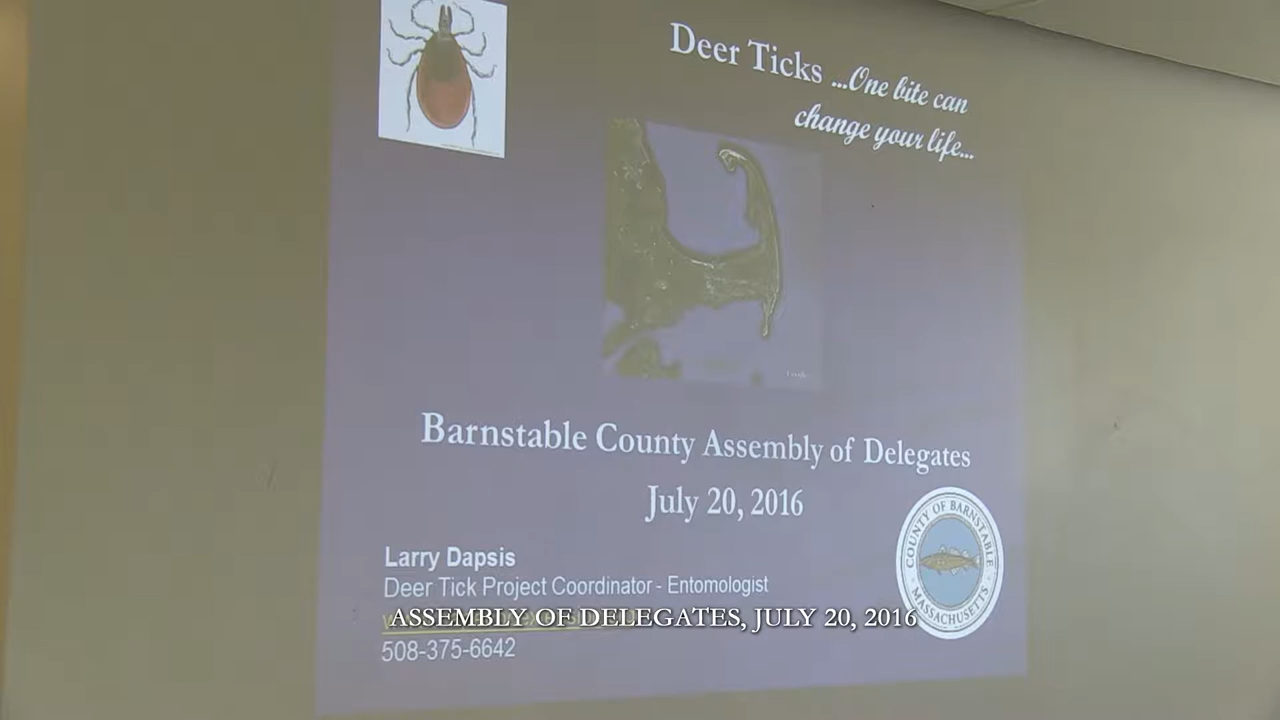 Deer Ticks ...One bite can
change your life...
Barnstable County Assembly of Delegates
July 20, 2016
Larry Dapsis
Deer Tick Project Coordinator - Entomologist
ASSEMBLY OF DELEGATES, JULY 20, 2016
508-375-6642
COUNTY OF BARNSTABLE
MASSACHUSETTS